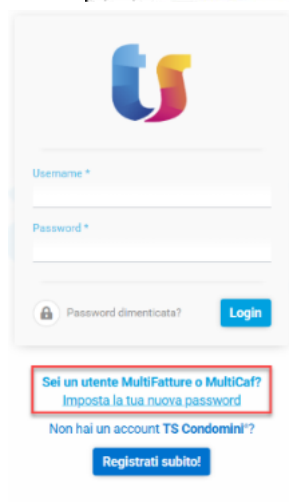 ts
Username *
Password *
Password dimenticata?
Login
Sei un utente MultiFatture o MultiCaf?
Imposta la tua nuova password
Non hai un account TS Condomini®?
Registrati subito!